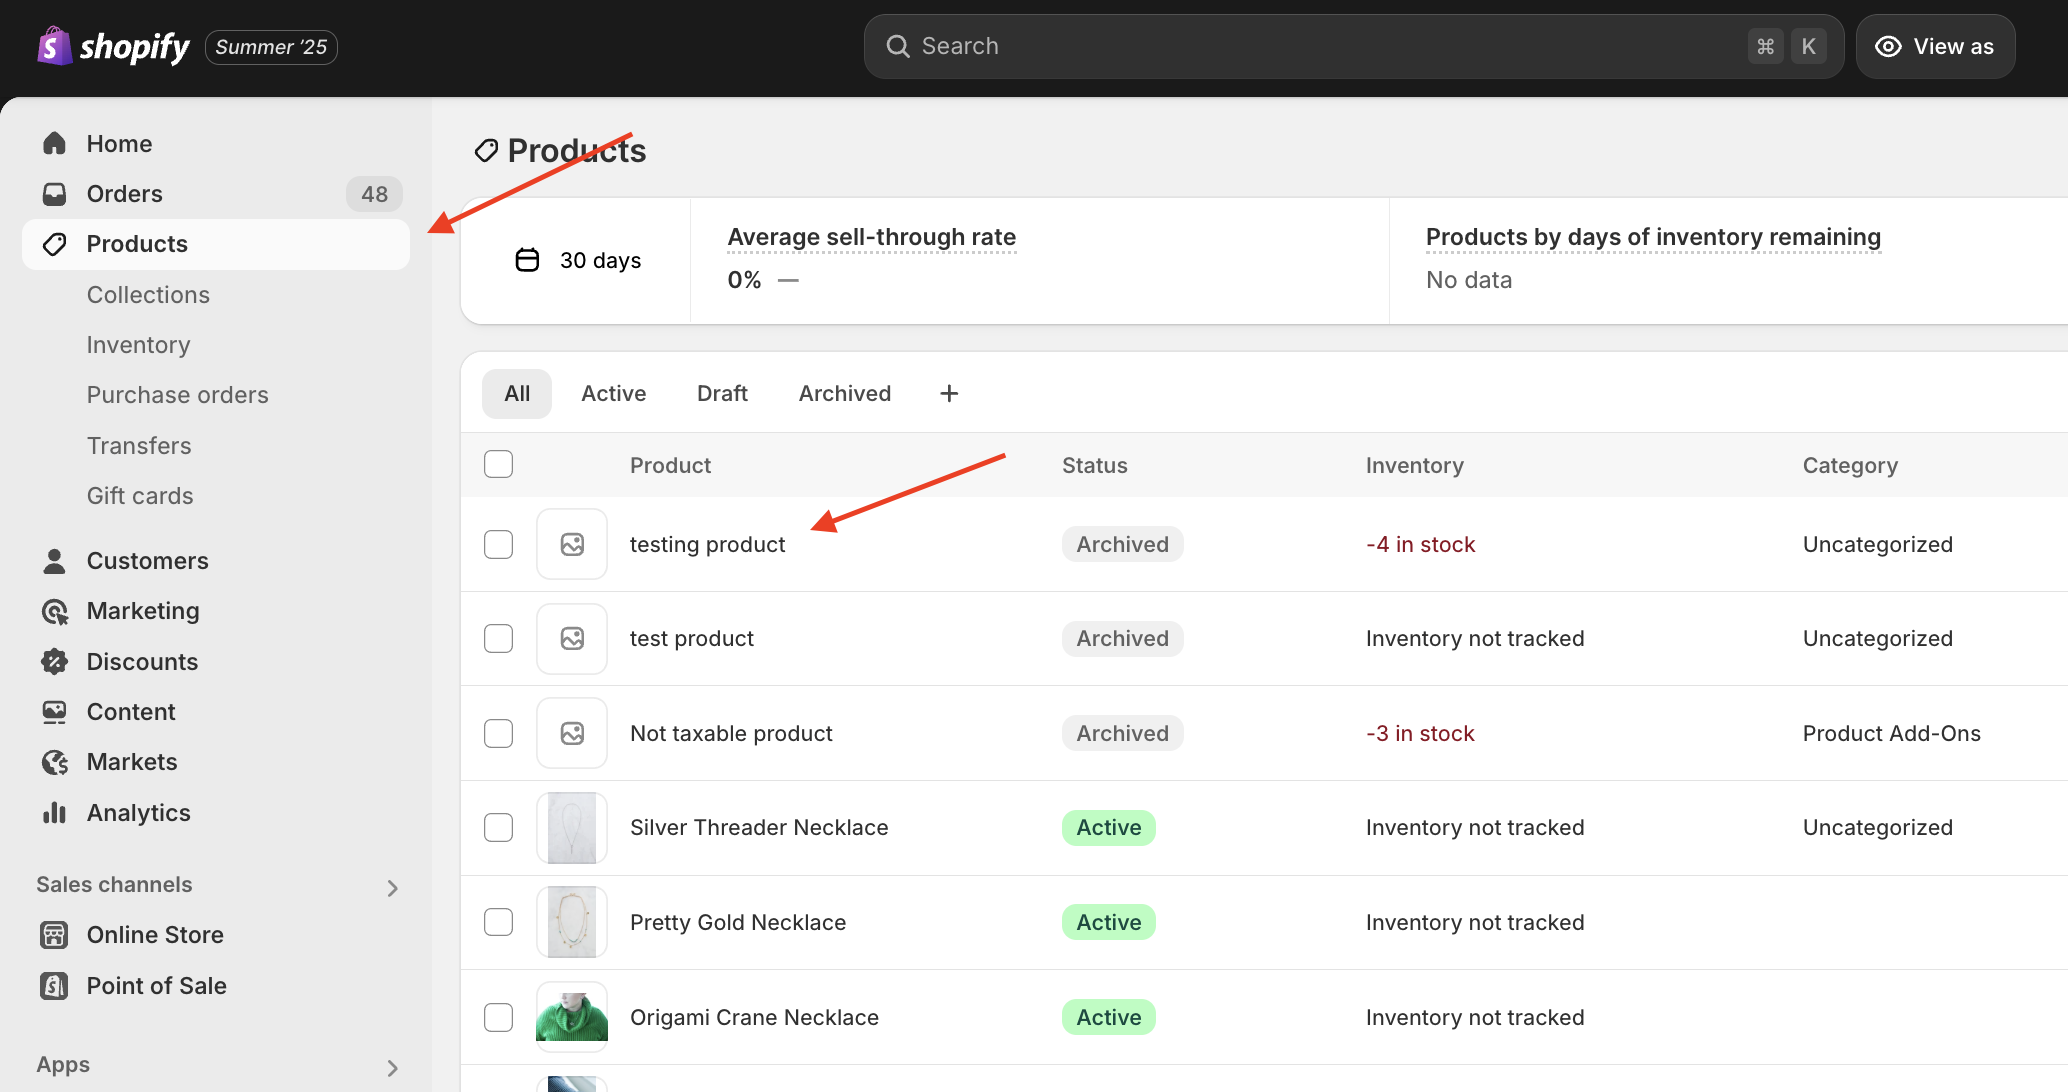 shopify Summer ’25
Search ⌘ K
View as
Home
Orders 48
Products
Collections
Inventory
Purchase orders
Transfers
Gift cards
Customers
Marketing
Discounts
Content
Markets
Analytics
Sales channels
Online Store
Point of Sale
Apps
Products
30 days
Average sell-through rate
0% —
Products by days of inventory remaining
No data
All Active Draft Archived +
Product Status Inventory Category
testing product Archived -4 in stock Uncategorized
test product Archived Inventory not tracked Uncategorized
Not taxable product Archived -3 in stock Product Add-Ons
Silver Threader Necklace Active Inventory not tracked Uncategorized
Pretty Gold Necklace Active Inventory not tracked
Origami Crane Necklace Active Inventory not tracked